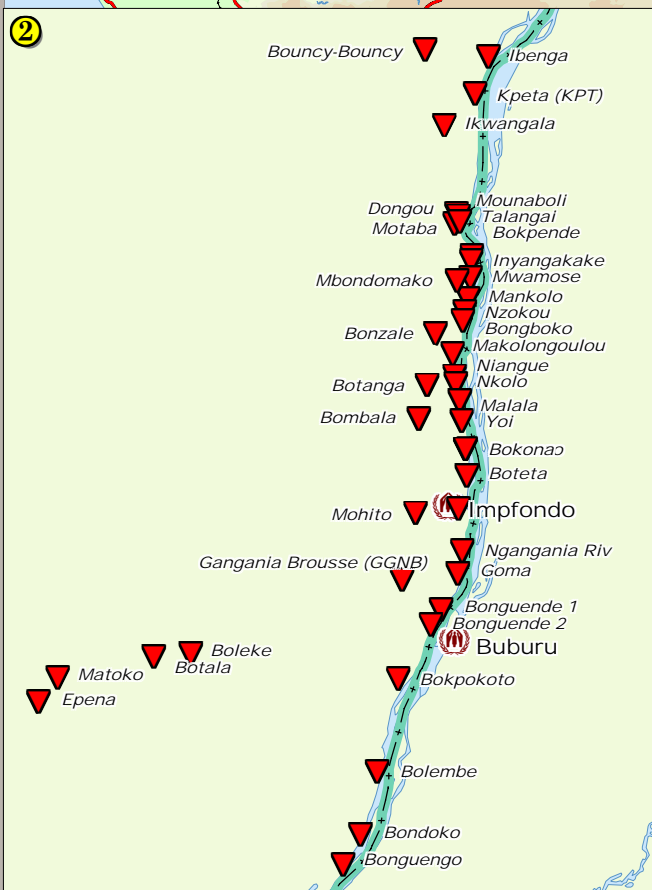 2
Bouncy-Bouncy
Ibenga
Kpeta (KPT)
Ikwangala
Mounaboli
Dongou
Talangai
Motaba
Bokpende
Inyangakake
Mbondomako
Mwamose
Mankolo
Nzokou
Bongboko
Bonzale
Makolongoulou
Niangue
Botanga
Nkolo
Malala
Bombala
Yoi
Bokonao
Boteta
Mohito
Impfondo
Ngangania Riv
Gangania Brousse (GGNB)
Goma
Bonguende 1
Bonguende 2
Buburu
Boleke
Botala
Matoko
Bokpokoto
Epena
Bolembe
Bondoko
Bonguengo